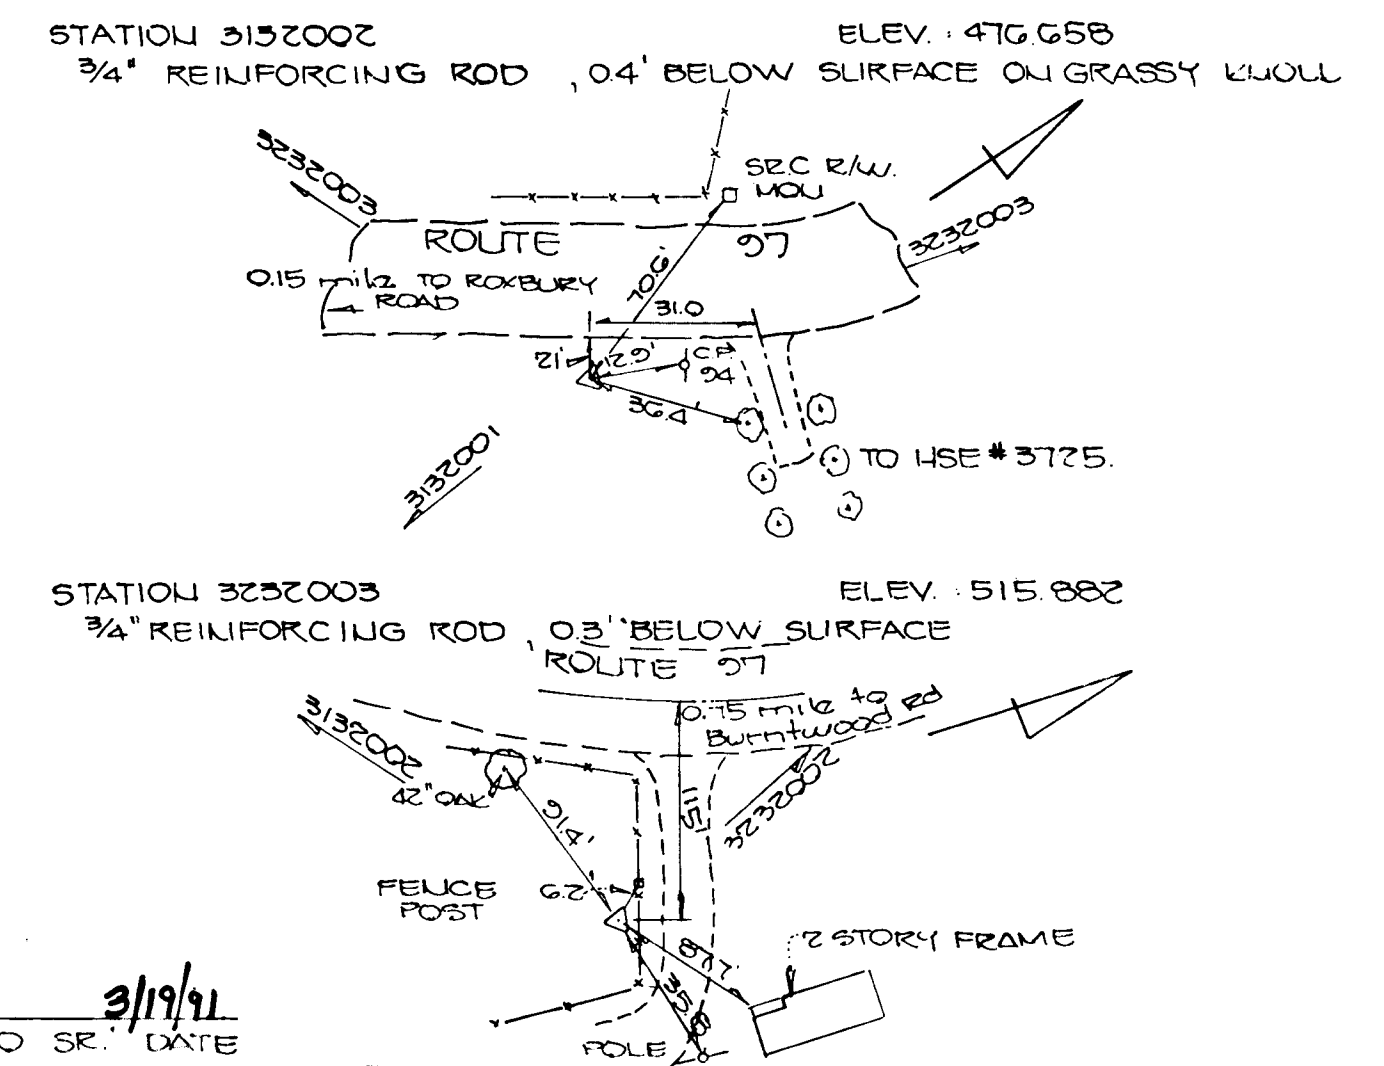 STATION 3132002 ELEV. : 476.658
3/4" REINFORCING ROD , 0.4' BELOW SURFACE ON GRASSY KNOLL
3232003
SRC R/W.
MON
3232003
ROUTE 97
0.15 mile TO ROXBURY
ROAD
70.6'
31.0
21'
12.9'
C.P.
94
36.4'
3132001
TO HSE # 3725.
STATION 3232003 ELEV. : 515.882
3/4" REINFORCING ROD , 0.3' BELOW SURFACE
ROUTE 97
3132002
0.75 mile to
Burntwood Rd
42" OAK
91.4'
115'
3232002
FENCE
POST
6.2'
87.7'
2 STORY FRAME
35.8
POLE
3/19/91
SR. DATE